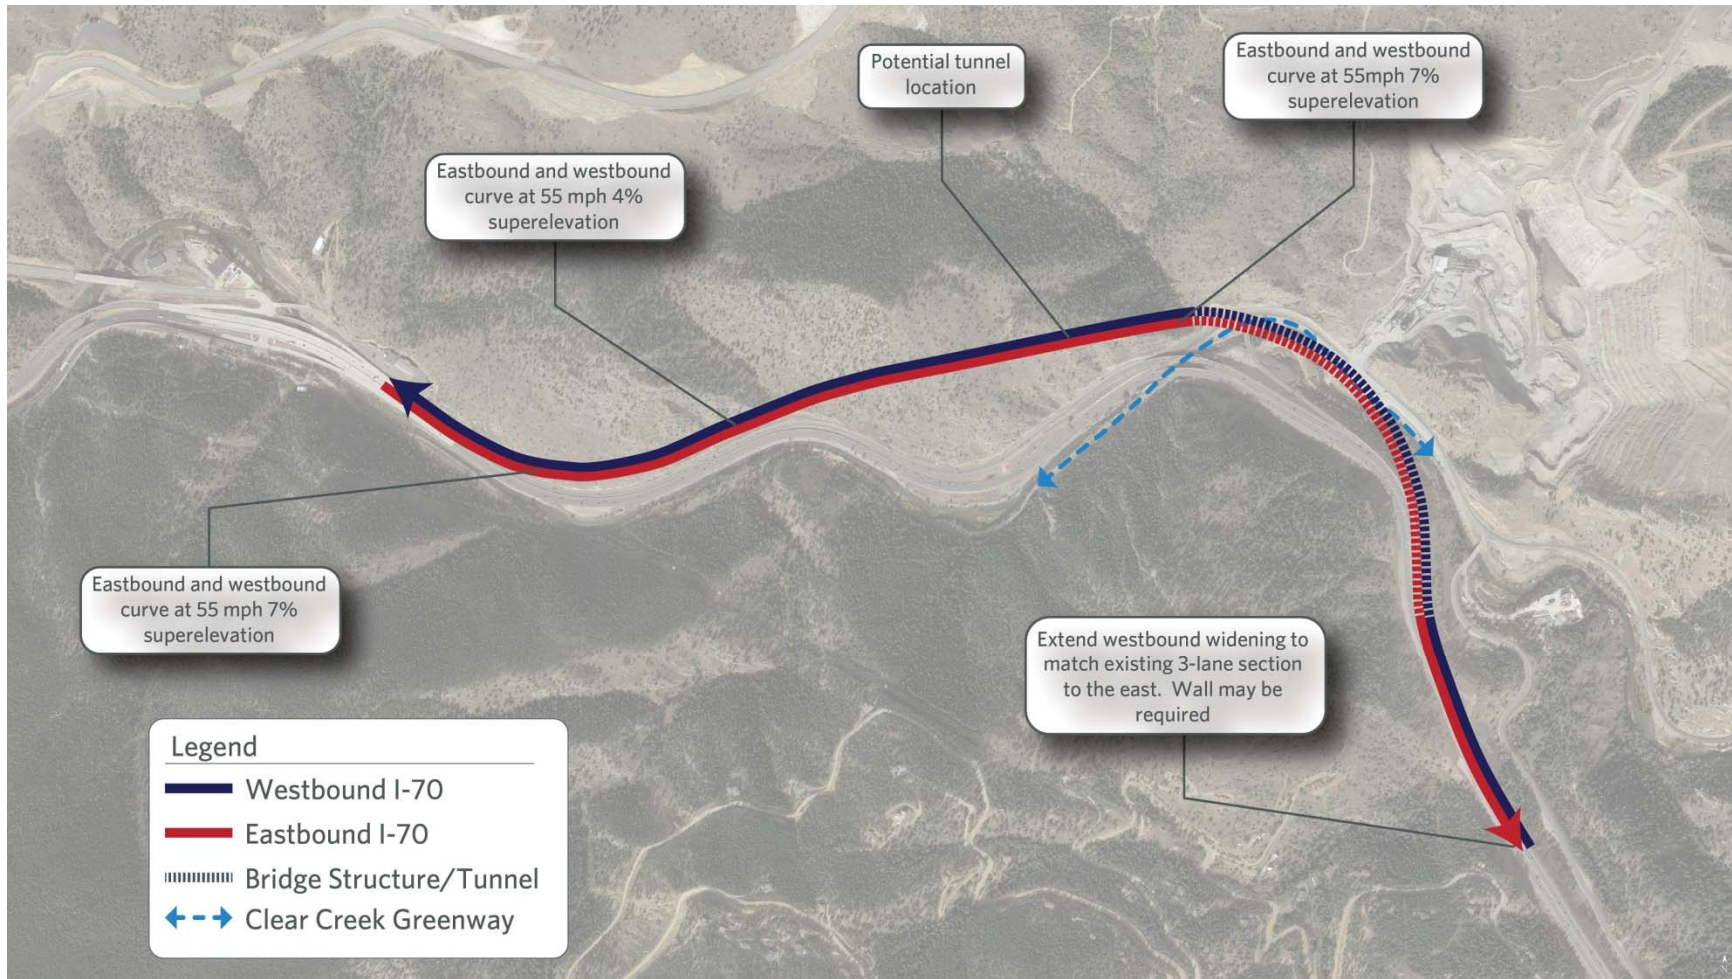 Potential tunnel
location
Eastbound and westbound
curve at 55mph 7%
superelevation
Eastbound and westbound
curve at 55 mph 4%
superelevation
Eastbound and westbound
curve at 55 mph 7%
superelevation
Extend westbound widening to
match existing 3-lane section
to the east.  Wall may be
required
Legend
Westbound I-70
Eastbound I-70
Bridge Structure/Tunnel
Clear Creek Greenway